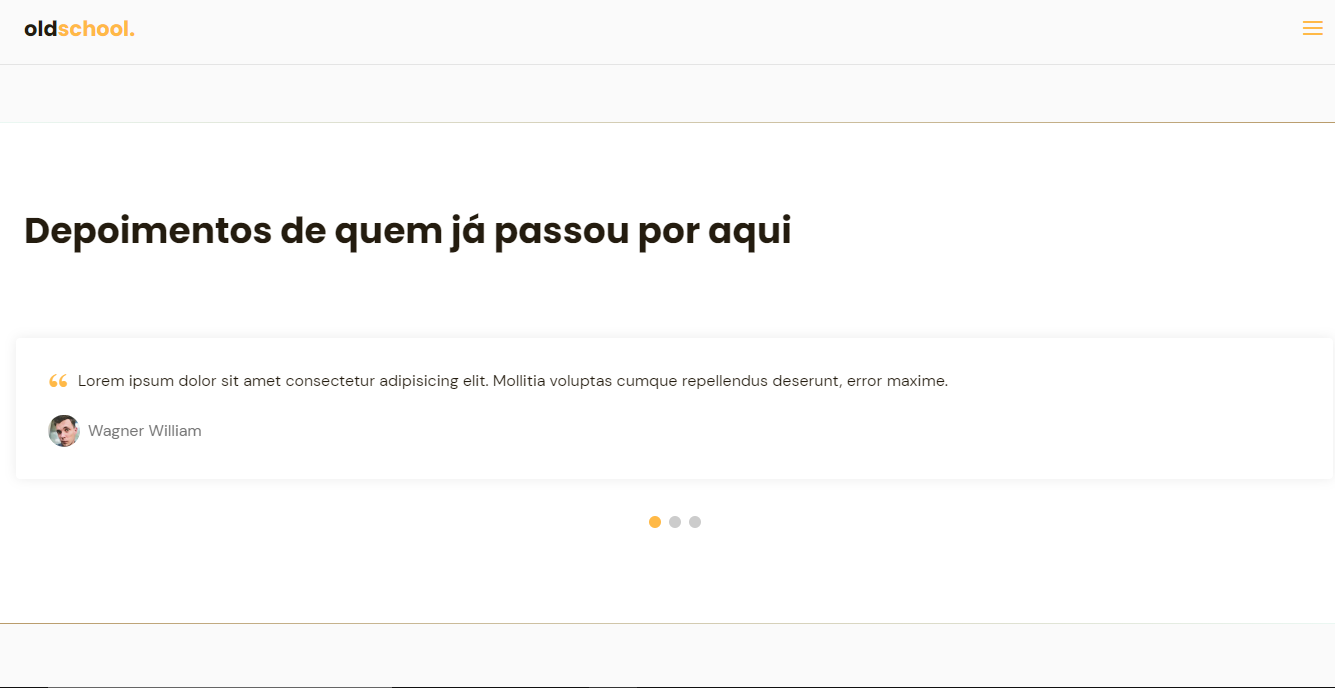 oldschool.
Depoimentos de quem já passou por aqui
“ Lorem ipsum dolor sit amet consectetur adipisicing elit. Mollitia voluptas cumque repellendus deserunt, error maxime.
Wagner William